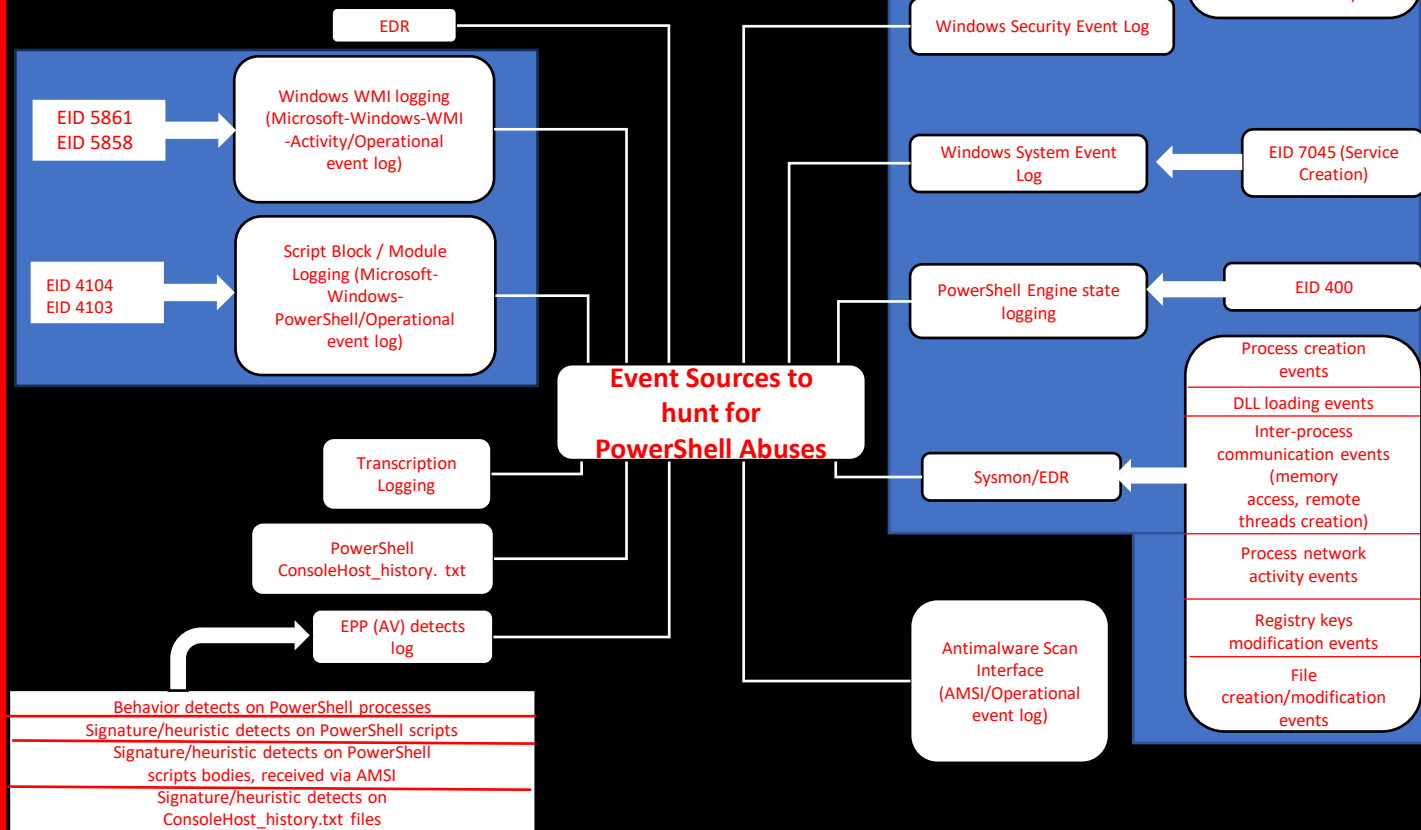 EDR
Windows Security Event Log
EID 5861
EID 5858
Windows WMI logging
(Microsoft-Windows-WMI
-Activity/Operational
event log)
Windows System Event
Log
EID 7045 (Service
Creation)
EID 4104
EID 4103
Script Block / Module
Logging (Microsoft-
Windows-
PowerShell/Operational
event log)
PowerShell Engine state
logging
EID 400
Event Sources to
hunt for
PowerShell Abuses
Process creation
events
DLL loading events
Inter-process
communication events
(memory
access, remote
threads creation)
Process network
activity events
Registry keys
modification events
File
creation/modification
events
Sysmon/EDR
Transcription
Logging
PowerShell
ConsoleHost_history. txt
EPP (AV) detects
log
Antimalware Scan
Interface
(AMSI/Operational
event log)
Behavior detects on PowerShell processes
Signature/heuristic detects on PowerShell scripts
Signature/heuristic detects on PowerShell
scripts bodies, received via AMSI
Signature/heuristic detects on
ConsoleHost_history.txt files